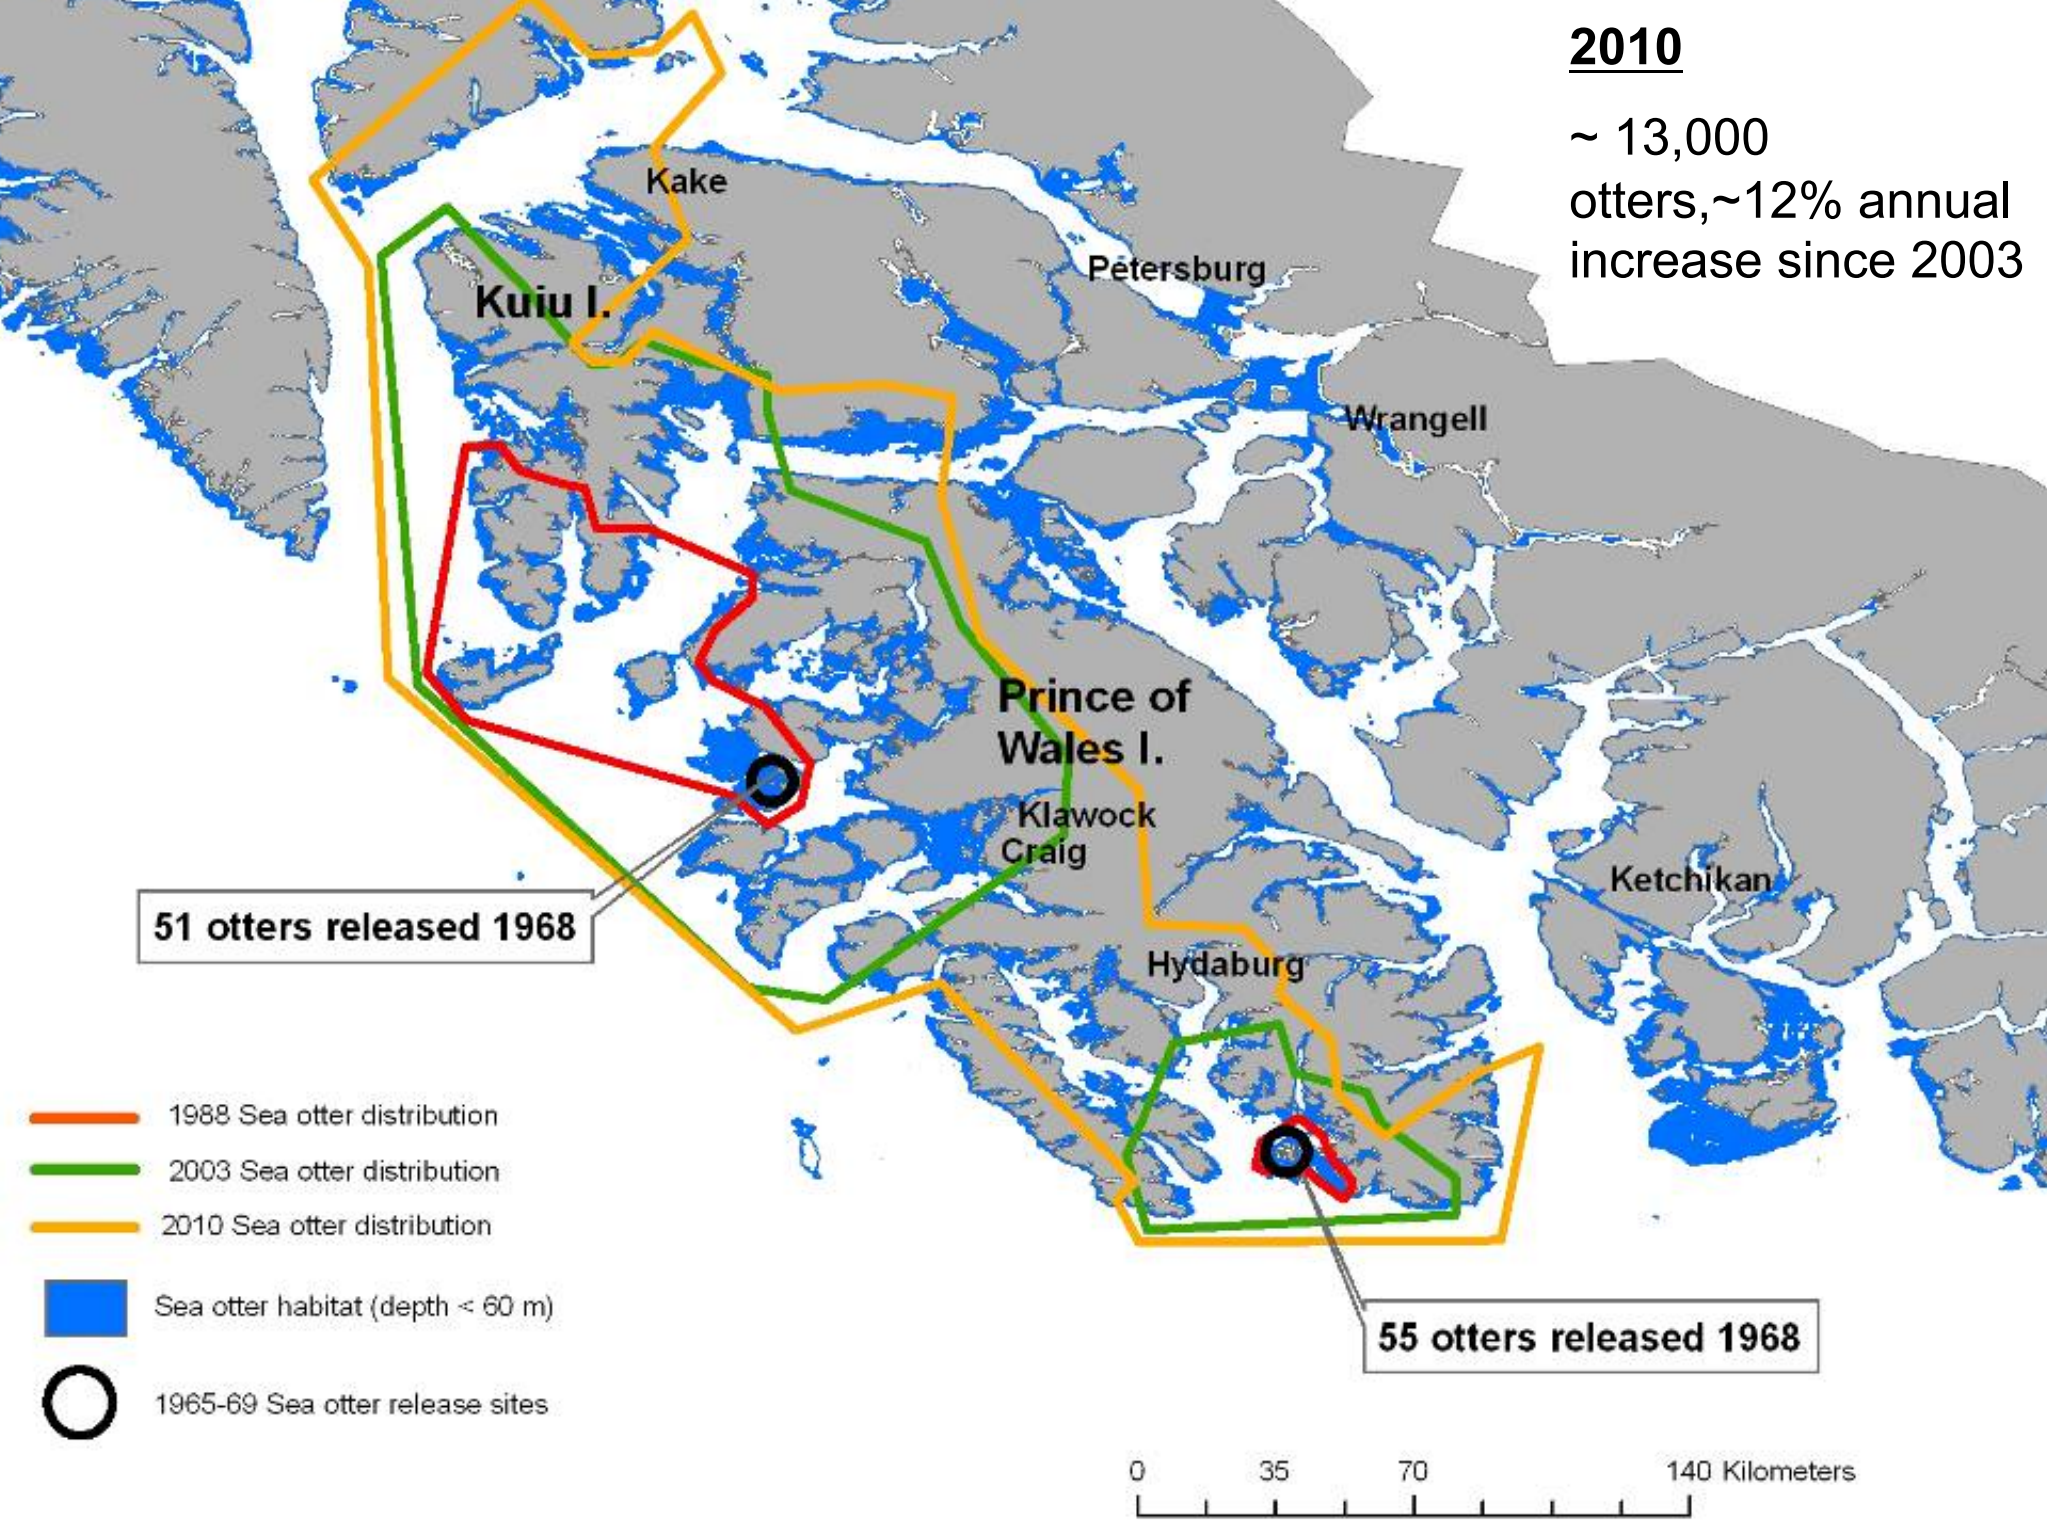 2010
~ 13,000
otters,~12% annual
increase since 2003
Kake
Petersburg
Kuiu I.
Wrangell
Prince of
Wales I.
Klawock
Craig
Ketchikan
51 otters released 1968
Hydaburg
1988 Sea otter distribution
2003 Sea otter distribution
2010 Sea otter distribution
Sea otter habitat (depth < 60 m)
55 otters released 1968
1965-69 Sea otter release sites
0 35 70 140 Kilometers